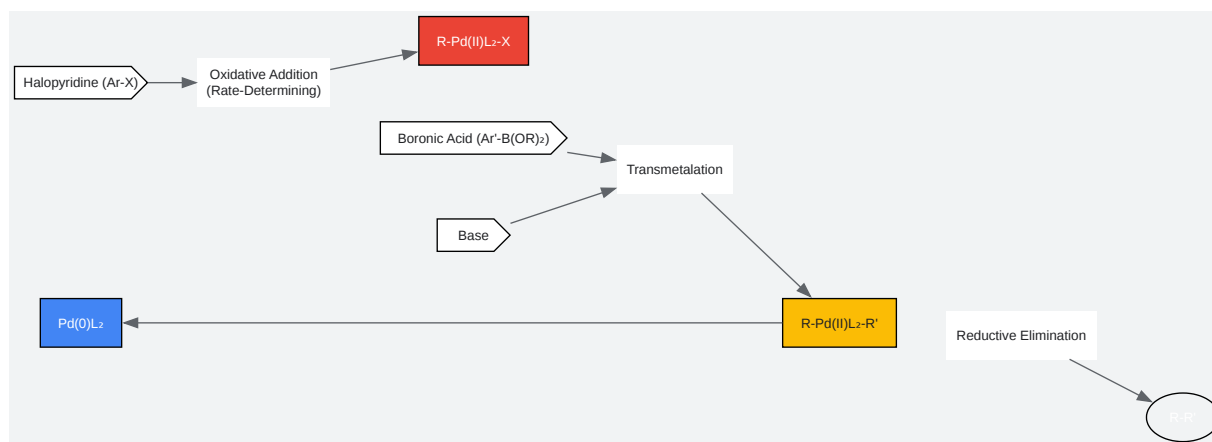 R-Pd(II)L₂-X
Oxidative Addition
(Rate-Determining)
Halopyridine (Ar-X)
Boronic Acid (Ar'-B(OR)₂)
Transmetalation
Base
Pd(0)L₂
R-Pd(II)L₂-R'
Reductive Elimination
R-R'